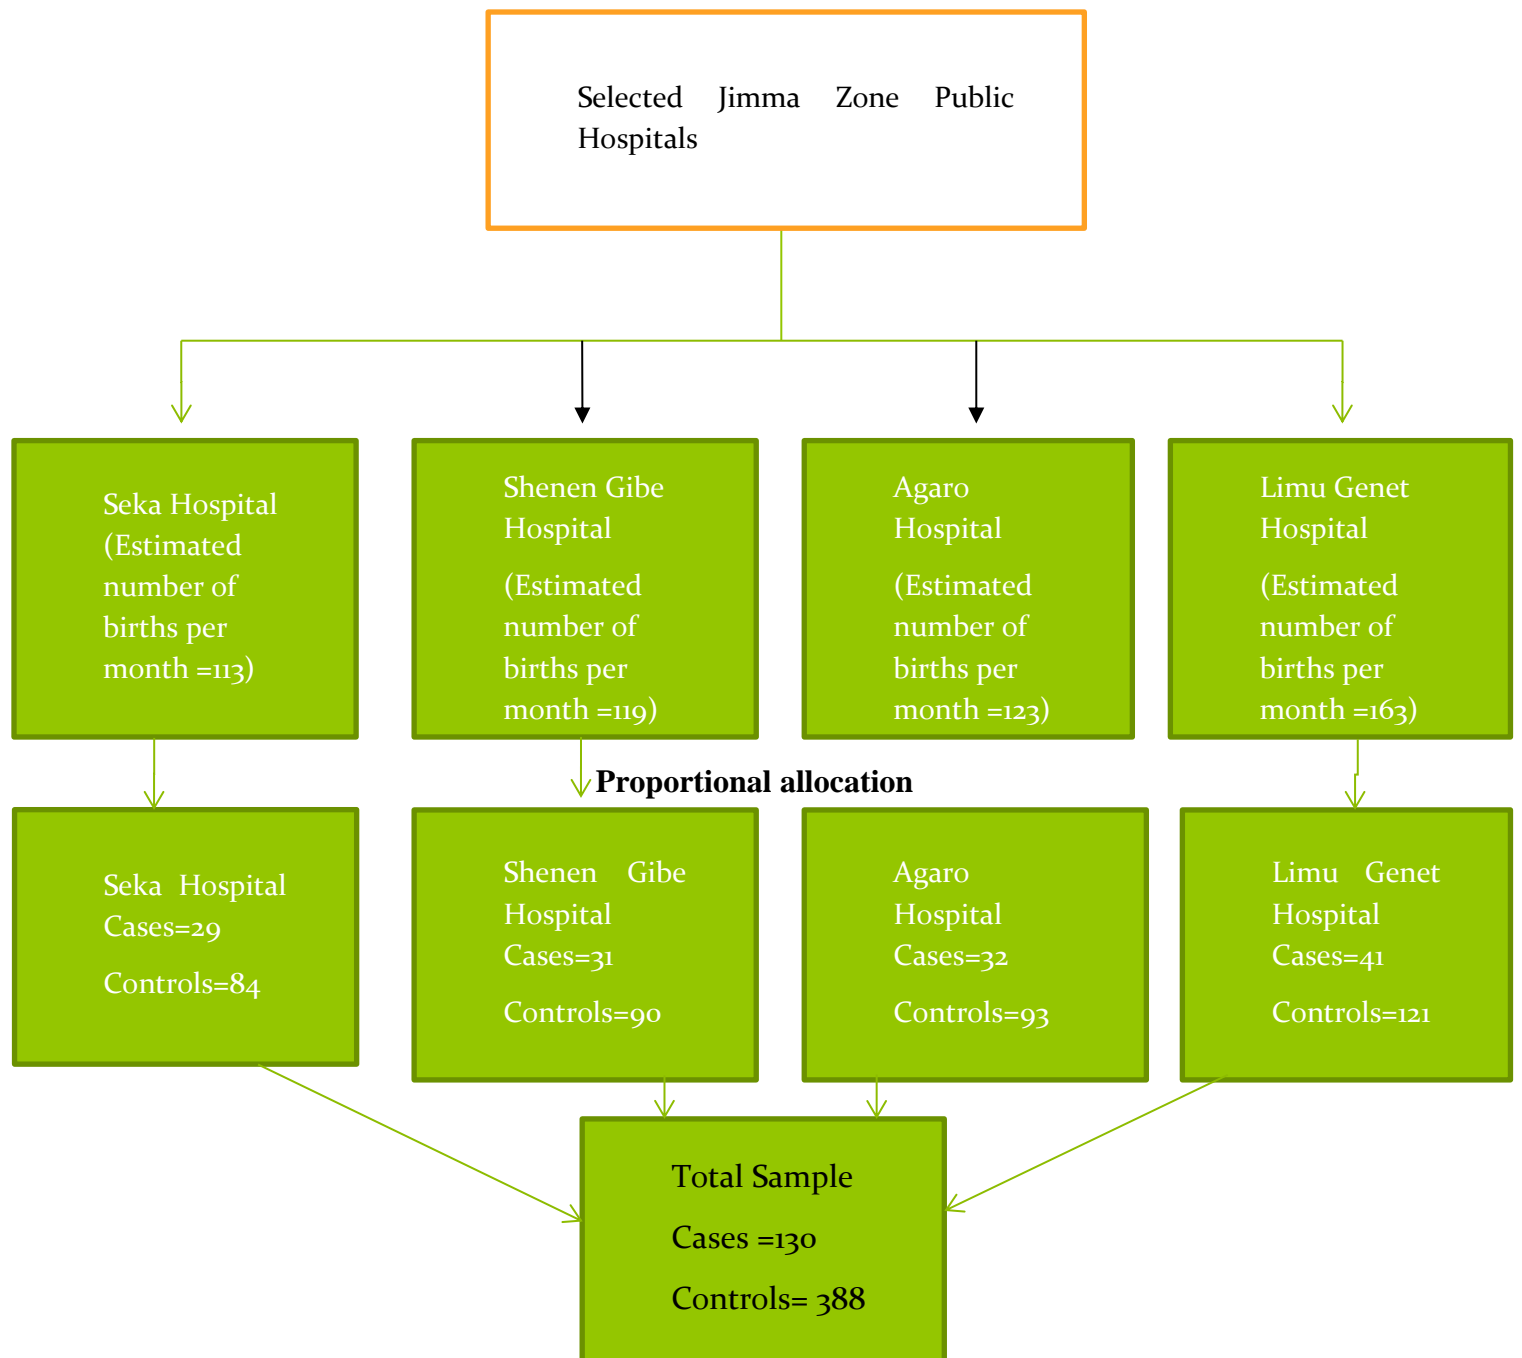 Selected Jimma Zone Public
Hospitals
Seka Hospital
(Estimated
number of
births per
month =113)
Shenen Gibe
Hospital
(Estimated
number of
births per
month =119)
Agaro
Hospital
(Estimated
number of
births per
month =123)
Limu Genet
Hospital
(Estimated
number of
births per
month =163)
Proportional allocation
Seka Hospital
Cases=29
Controls=84
Shenen Gibe
Hospital
Cases=31
Controls=90
Agaro
Hospital
Cases=32
Controls=93
Limu Genet
Hospital
Cases=41
Controls=121
Total Sample
Cases =130
Controls= 388